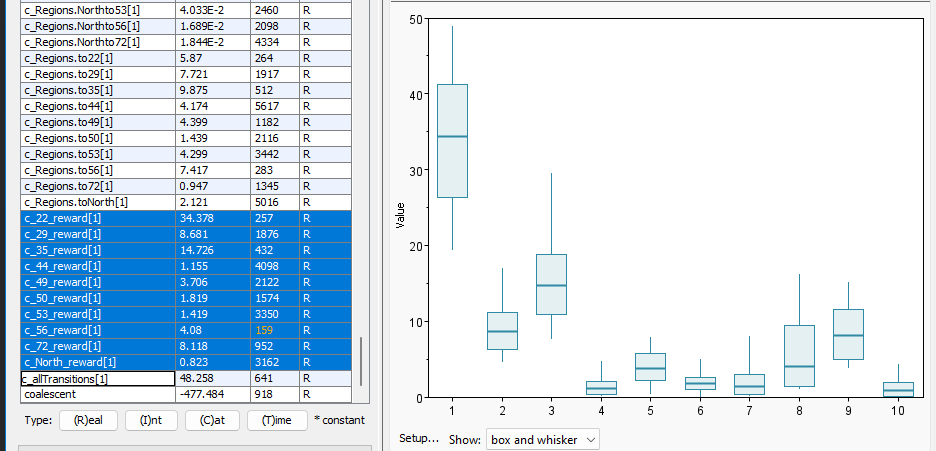 c_Regions.Northto53[1] 4.033E-2 2460 R
c_Regions.Northto56[1] 1.689E-2 2098 R
c_Regions.Northto72[1] 1.844E-2 4334 R
c_Regions.to22[1] 5.87 264 R
c_Regions.to29[1] 7.721 1917 R
c_Regions.to35[1] 9.875 512 R
c_Regions.to44[1] 4.174 5617 R
c_Regions.to49[1] 4.399 1182 R
c_Regions.to50[1] 1.439 2116 R
c_Regions.to53[1] 4.299 3442 R
c_Regions.to56[1] 7.417 283 R
c_Regions.to72[1] 0.947 1345 R
c_Regions.toNorth[1] 2.121 5016 R
c_22_reward[1] 34.378 257 R
c_29_reward[1] 8.681 1876 R
c_35_reward[1] 14.726 432 R
c_44_reward[1] 1.155 4098 R
c_49_reward[1] 3.706 2122 R
c_50_reward[1] 1.819 1574 R
c_53_reward[1] 1.419 3350 R
c_56_reward[1] 4.08 159 R
c_72_reward[1] 8.118 952 R
c_North_reward[1] 0.823 3162 R
c_allTransitions[1] 48.258 641 R
coalescent -477.484 918 R
Type: (R)eal (I)nt (C)at (T)ime * constant
50
40
30
20
10
0
Value
1 2 3 4 5 6 7 8 9 10
Setup... Show: box and whisker